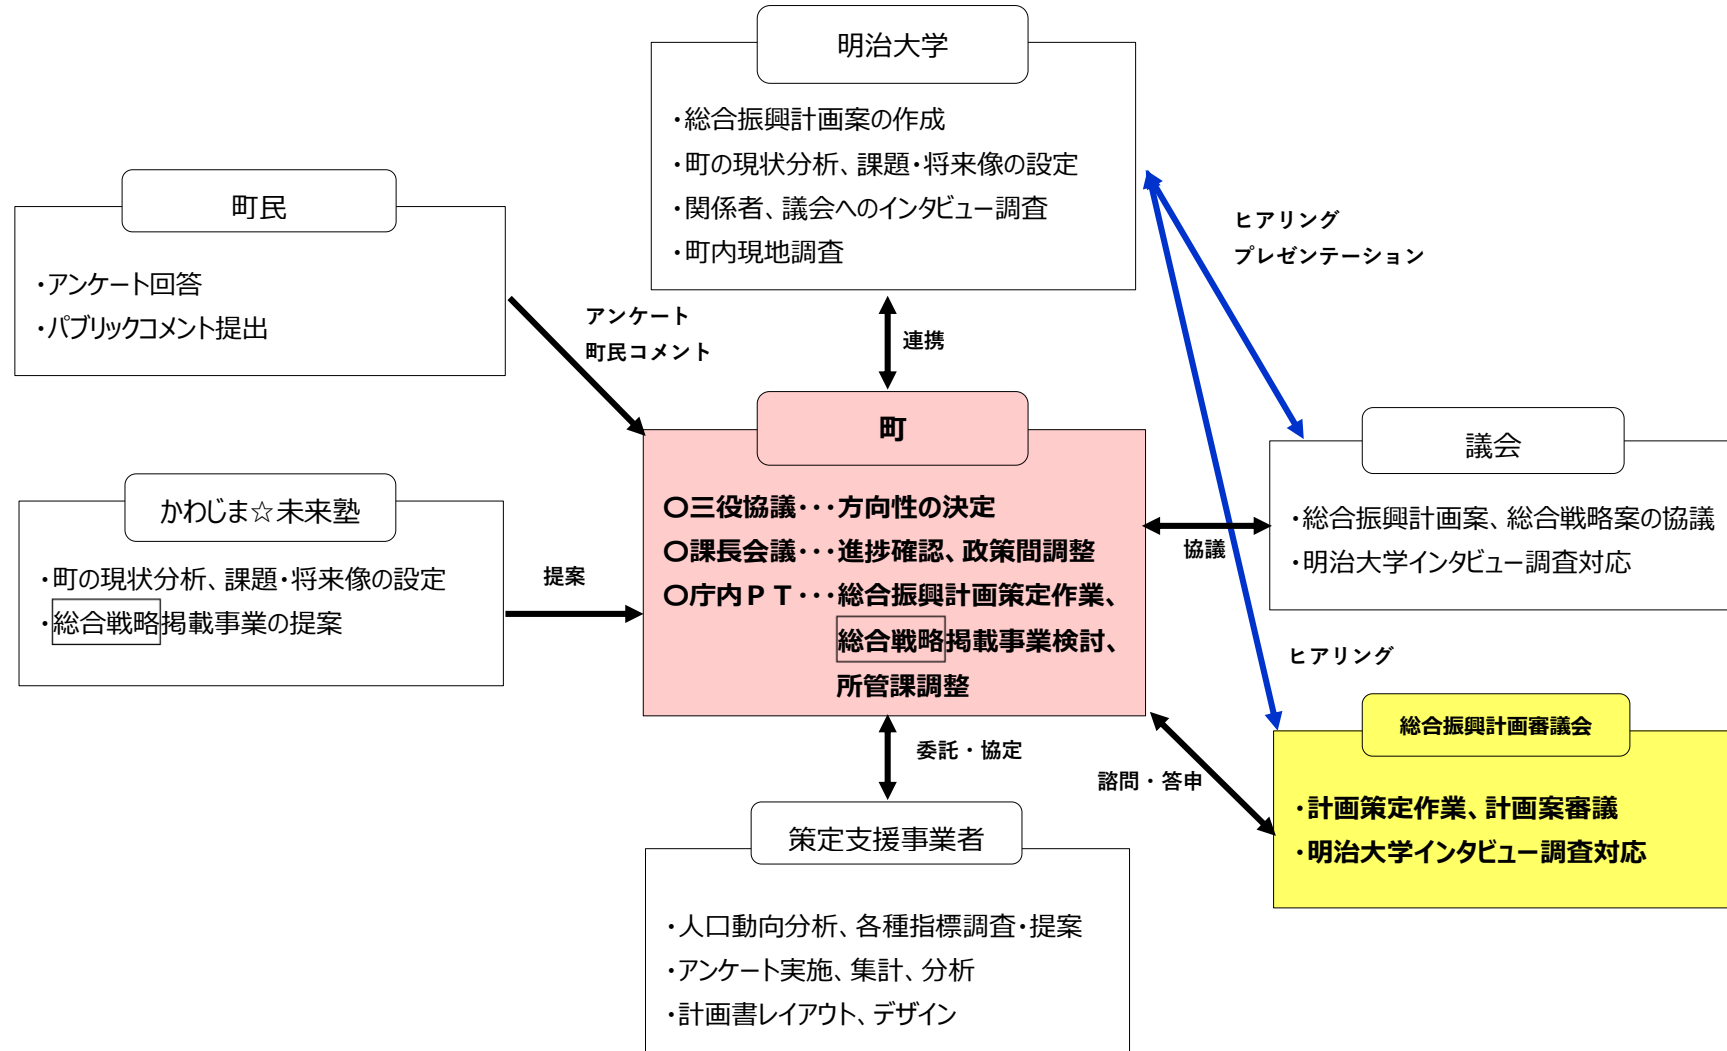 明治大学
・総合振興計画案の作成
・町の現状分析、課題・将来像の設定
・関係者、議会へのインタビュー調査
・町内現地調査
町民
・アンケート回答
・パブリックコメント提出
アンケート
町民コメント
連携
ヒアリング
プレゼンテーション
かわじま☆未来塾
・町の現状分析、課題・将来像の設定
・総合戦略掲載事業の提案
提案
町
〇三役協議・・・方向性の決定
〇課長会議・・・進捗確認、政策間調整
〇庁内ＰＴ・・・総合振興計画策定作業、
総合戦略掲載事業検討、
所管課調整
協議
議会
・総合振興計画案、総合戦略案の協議
・明治大学インタビュー調査対応
ヒアリング
委託・協定
諮問・答申
総合振興計画審議会
・計画策定作業、計画案審議
・明治大学インタビュー調査対応
策定支援事業者
・人口動向分析、各種指標調査・提案
・アンケート実施、集計、分析
・計画書レイアウト、デザイン